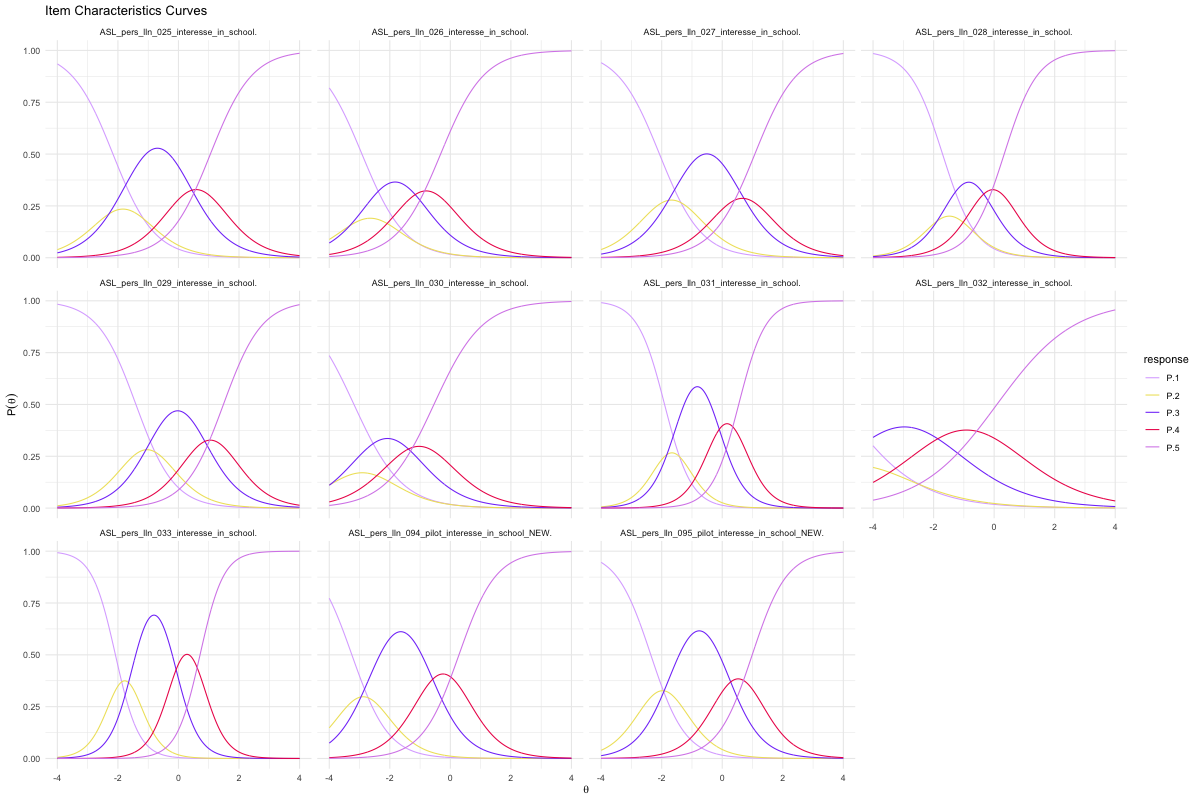 Item Characteristics Curves
ASL_pers_lln_025_interesse_in_school.
ASL_pers_lln_026_interesse_in_school.
ASL_pers_lln_027_interesse_in_school.
ASL_pers_lln_028_interesse_in_school.
1.00
0.75
0.50
0.25
0.00
ASL_pers_lln_029_interesse_in_school.
ASL_pers_lln_030_interesse_in_school.
ASL_pers_lln_031_interesse_in_school.
ASL_pers_lln_032_interesse_in_school.
1.00
0.75
0.50
0.25
0.00
P(θ)
-4 -2 0 2 4
ASL_pers_lln_033_interesse_in_school.
ASL_pers_lln_094_pilot_interesse_in_school_NEW.
ASL_pers_lln_095_pilot_interesse_in_school_NEW.
1.00
0.75
0.50
0.25
0.00
-4 -2 0 2 4
-4 -2 0 2 4
-4 -2 0 2 4
θ
response
P.1
P.2
P.3
P.4
P.5